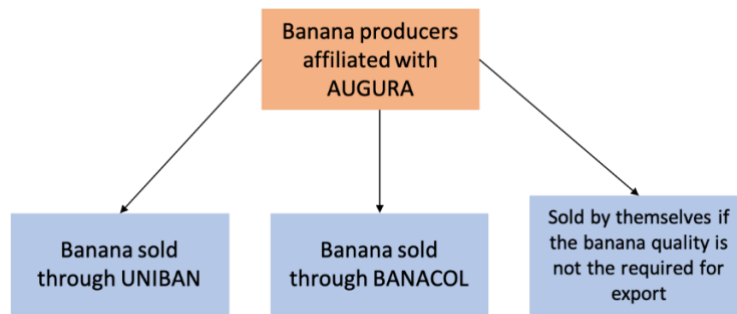 Banana producers
affiliated with
AUGURA
Banana sold
through UNIBAN
Banana sold
through BANACOL
Sold by themselves if
the banana quality is
not the required for
export